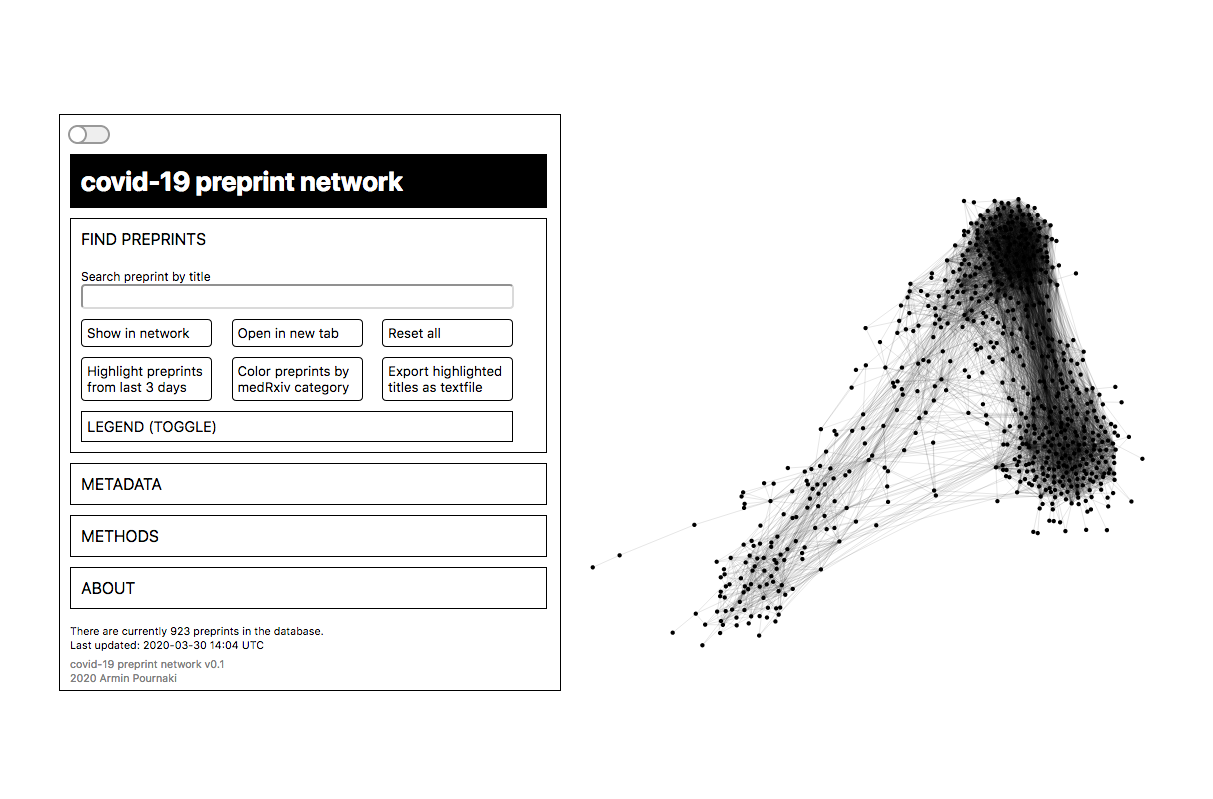 covid-19 preprint network
FIND PREPRINTS
Search preprint by title
Show in network
Open in new tab
Reset all
Highlight preprints
from last 3 days
Color preprints by
medRxiv category
Export highlighted
titles as textfile
LEGEND (TOGGLE)
METADATA
METHODS
ABOUT
There are currently 923 preprints in the database.
Last updated: 2020-03-30 14:04 UTC
covid-19 preprint network v0.1
2020 Armin Pournaki